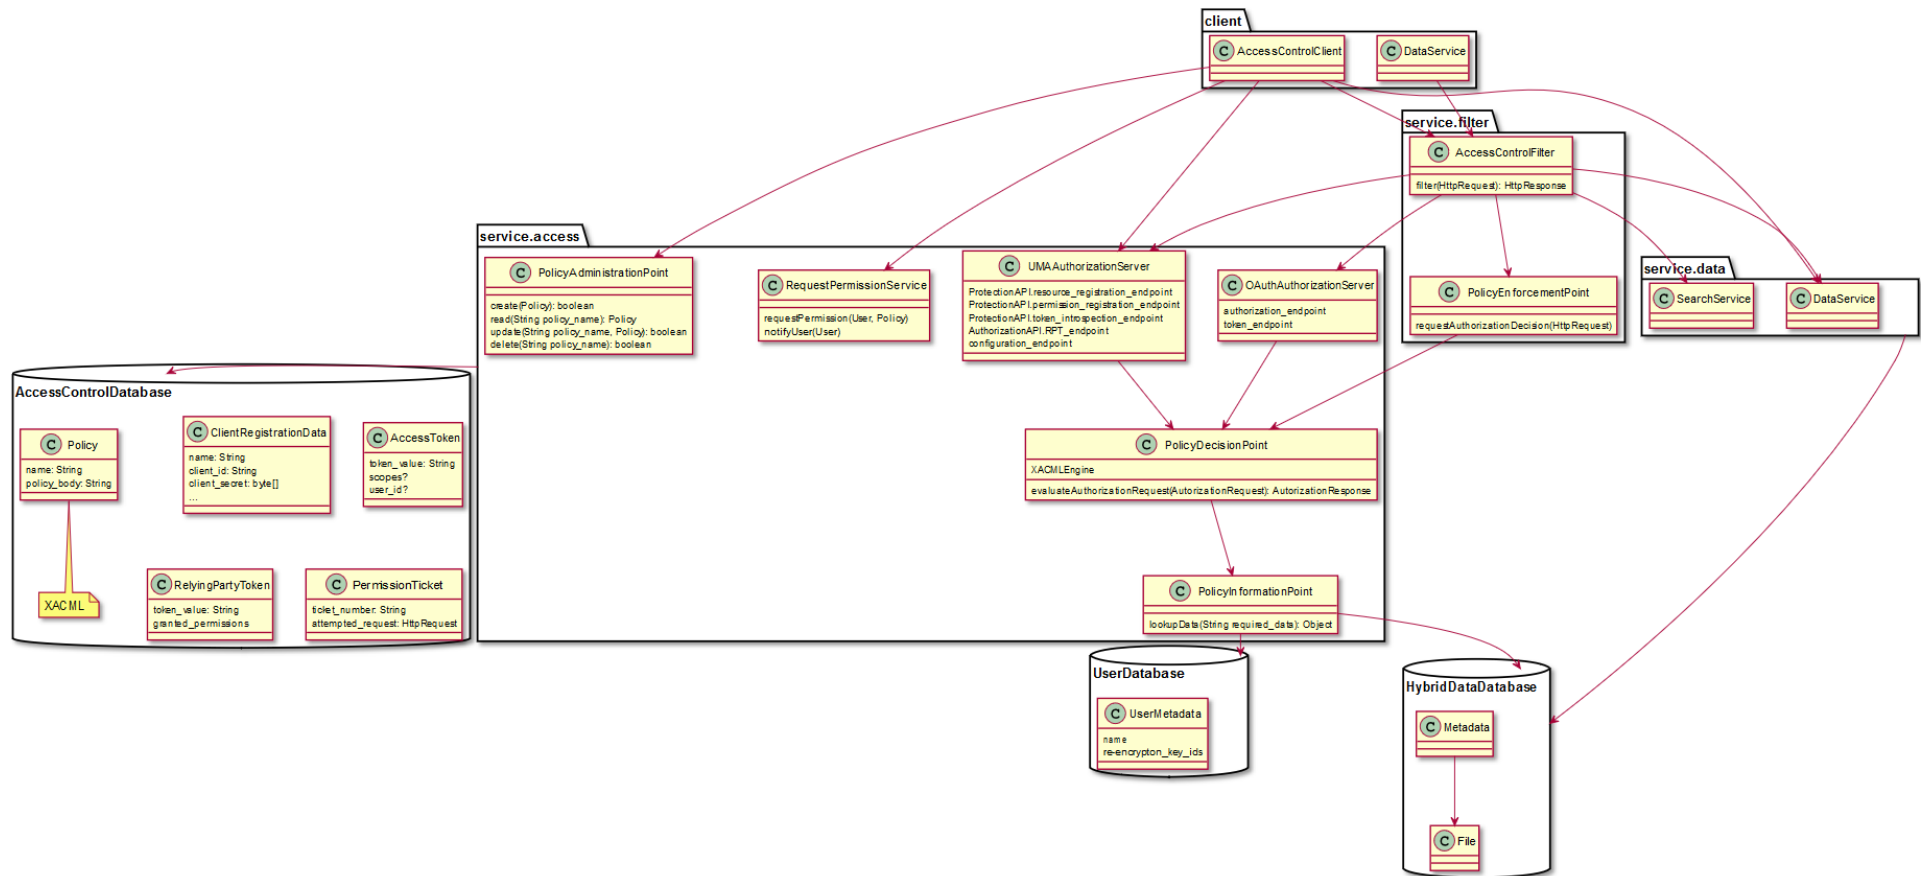 client
C AccessControlClient
C DataService
service.filter
C AccessControlFilter
filter(HttpRequest): HttpResponse
C PolicyEnforcementPoint
requestAuthorizationDecision(HttpRequest)
service.data
C SearchService
C DataService
service.access
C PolicyAdministrationPoint
create(Policy): boolean
read(String policy_name): Policy
update(String policy_name, Policy): boolean
delete(String policy_name): boolean
C RequestPermissionService
requestPermission(User, Policy)
notifyUser(User)
C UMAAuthorizationServer
ProtectionAPI.resource_registration_endpoint
ProtectionAPI.permission_registration_endpoint
ProtectionAPI.token_introspection_endpoint
AuthorizationAPI.RPT_endpoint
configuration_endpoint
C OAuthAuthorizationServer
authorization_endpoint
token_endpoint
C PolicyDecisionPoint
XACMLEngine
evaluateAuthorizationRequest(AutorizationRequest): AutorizationResponse
C PolicyInformationPoint
lookupData(String required_data): Object
AccessControlDatabase
C Policy
name: String
policy_body: String
C ClientRegistrationData
name: String
client_id: String
client_secret: byte[]
...
C AccessToken
token_value: String
scopes?
user_id?
XACML
C RelyingPartyToken
token_value: String
granted_permissions
C PermissionTicket
ticket_number: String
attempted_request: HttpRequest
UserDatabase
C UserMetadata
name
re-encrypton_key_ids
HybridDataDatabase
C Metadata
C File